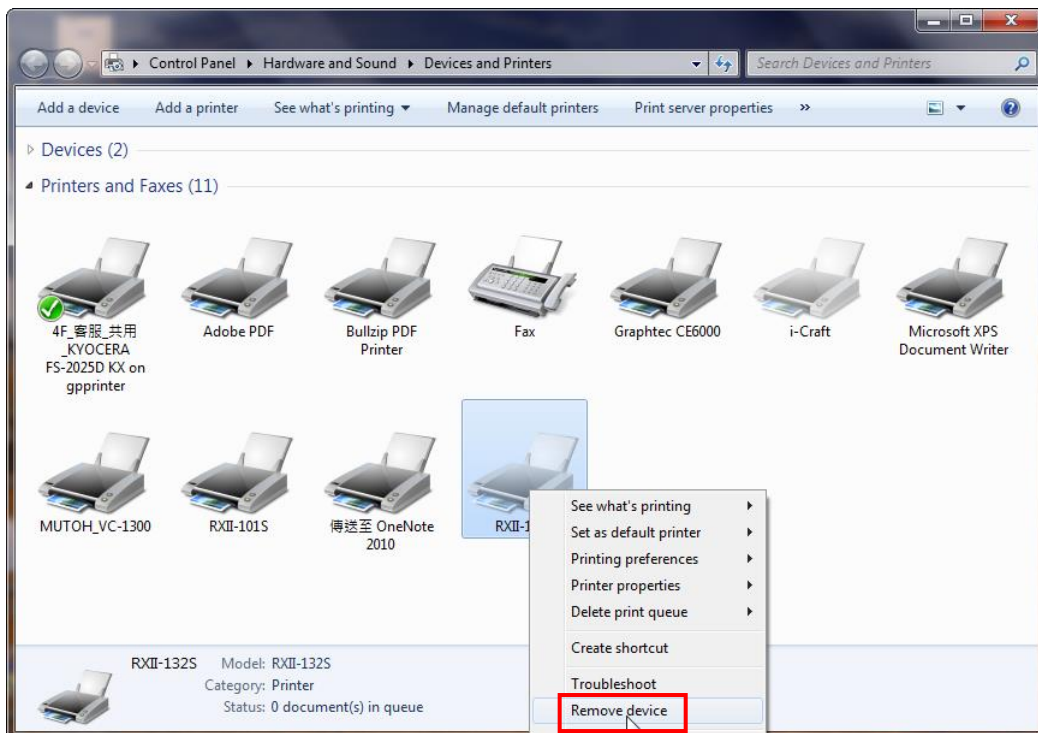 Control Panel ▸ Hardware and Sound ▸ Devices and Printers
Search Devices and Printers
Add a device Add a printer See what's printing Manage default printers Print server properties »
Devices (2)
Printers and Faxes (11)
4F_客服_共用
_KYOCERA
FS-2025D KX on
gpprinter
Adobe PDF
Bullzip PDF
Printer
Fax
Graphtec CE6000
i-Craft
Microsoft XPS
Document Writer
MUTOH_VC-1300
RXII-101S
傳送至 OneNote
2010
RXII-1
See what's printing
Set as default printer
Printing preferences
Printer properties
Delete print queue
Create shortcut
Troubleshoot
Remove device
RXII-132S Model: RXII-132S
Category: Printer
Status: 0 document(s) in queue